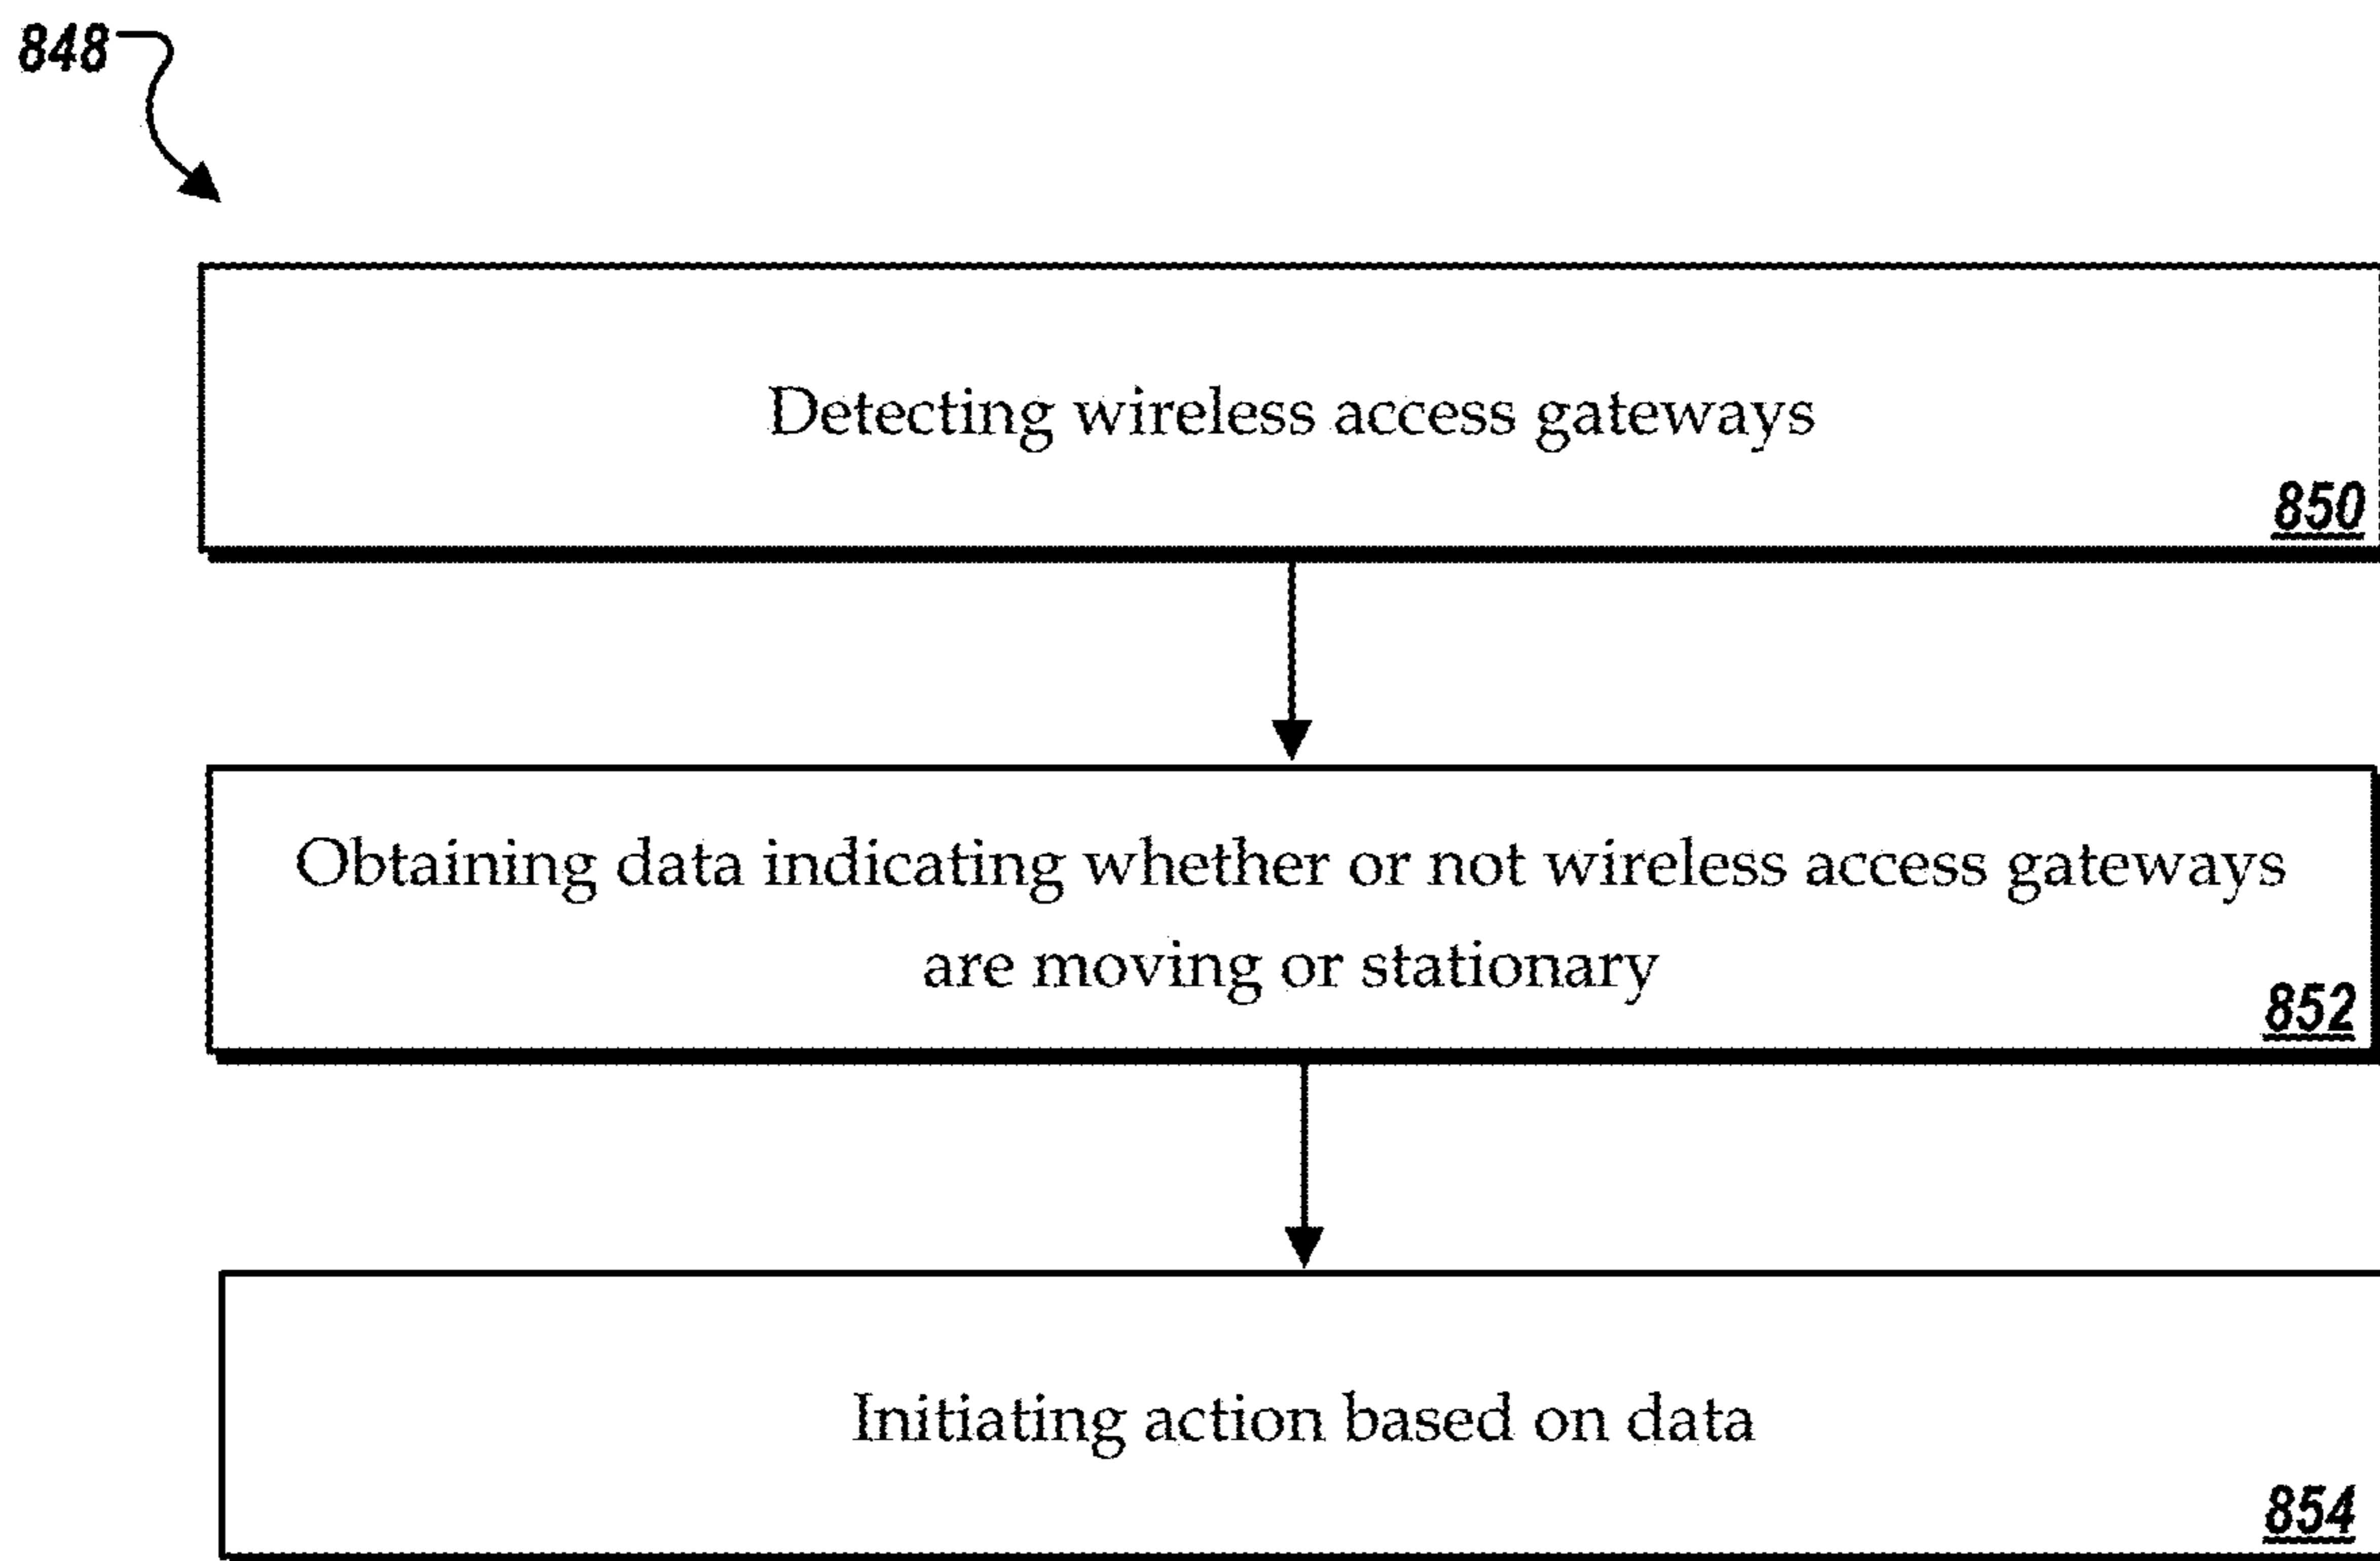 848
Detecting wireless access gateways
850
Obtaining data indicating whether or not wireless access gateways
are moving or stationary
852
Initiating action based on data
854